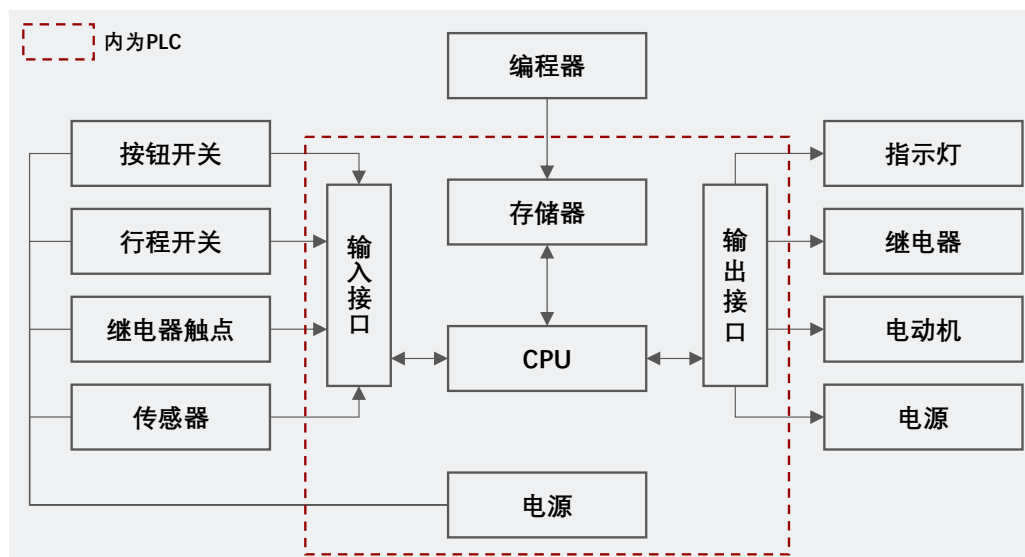 内为PLC
编程器
按钮开关
行程开关
继电器触点
传感器
输入接口
存储器
CPU
电源
输出接口
指示灯
继电器
电动机
电源